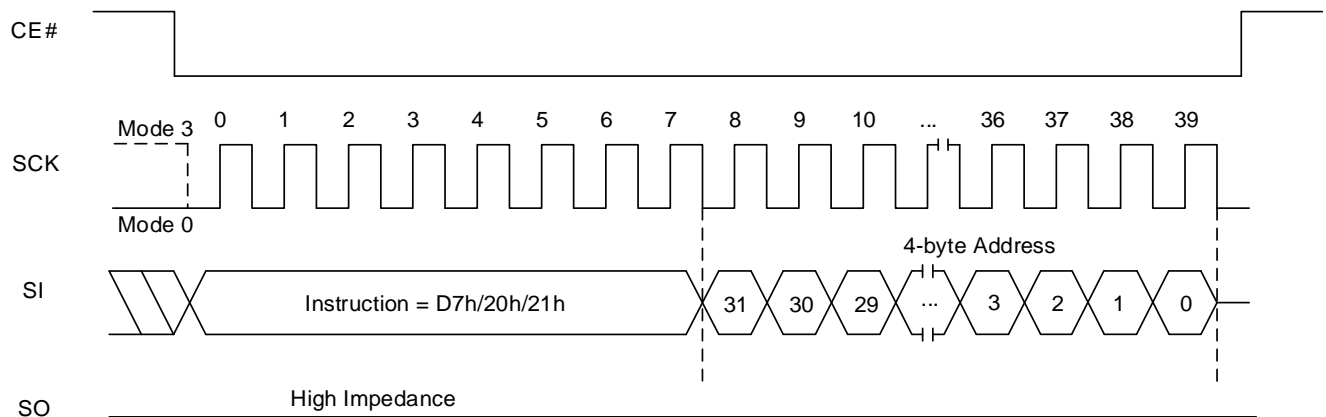 CE#
Mode 3 0 1 2 3 4 5 6 7 8 9 10 ... 36 37 38 39
SCK
Mode 0
4-byte Address
SI Instruction = D7h/20h/21h 31 30 29 ... 3 2 1 0
High Impedance
SO